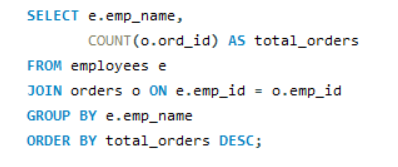 SELECT e.emp_name,
       COUNT(o.ord_id) AS total_orders
FROM employees e
JOIN orders o ON e.emp_id = o.emp_id
GROUP BY e.emp_name
ORDER BY total_orders DESC;